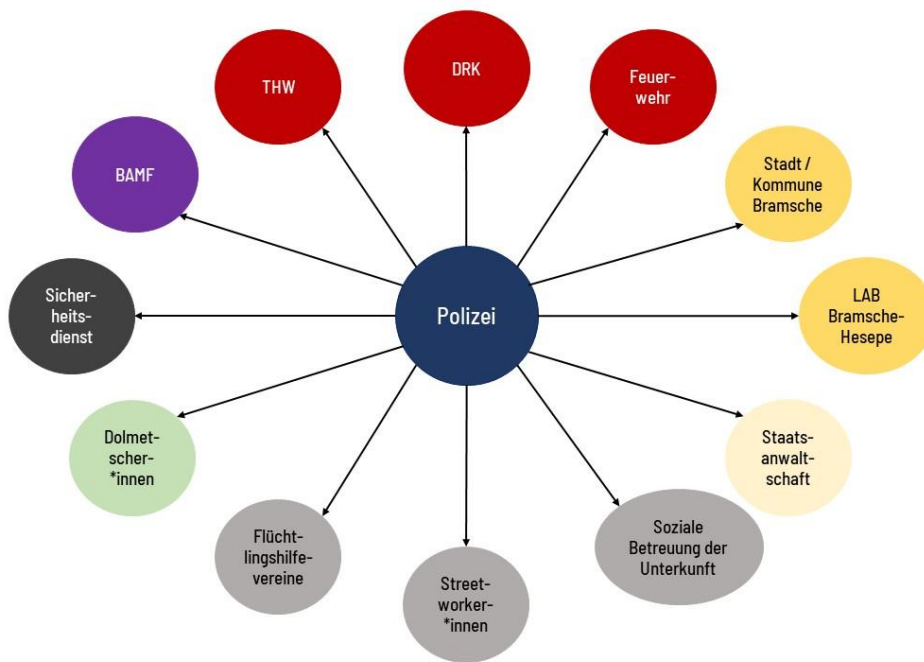 DRK
THW
Feuer-
wehr
BAMF
Stadt /
Kommune
Bramsche
Sicher-
heits-
dienst
Polizei
LAB
Bramsche-
Hesepe
Dolmet-
scher-
*innen
Staats-
anwalt-
schaft
Flücht-
lingshilfe-
vereine
Soziale
Betreuung der
Unterkunft
Street-
worker-
*innen